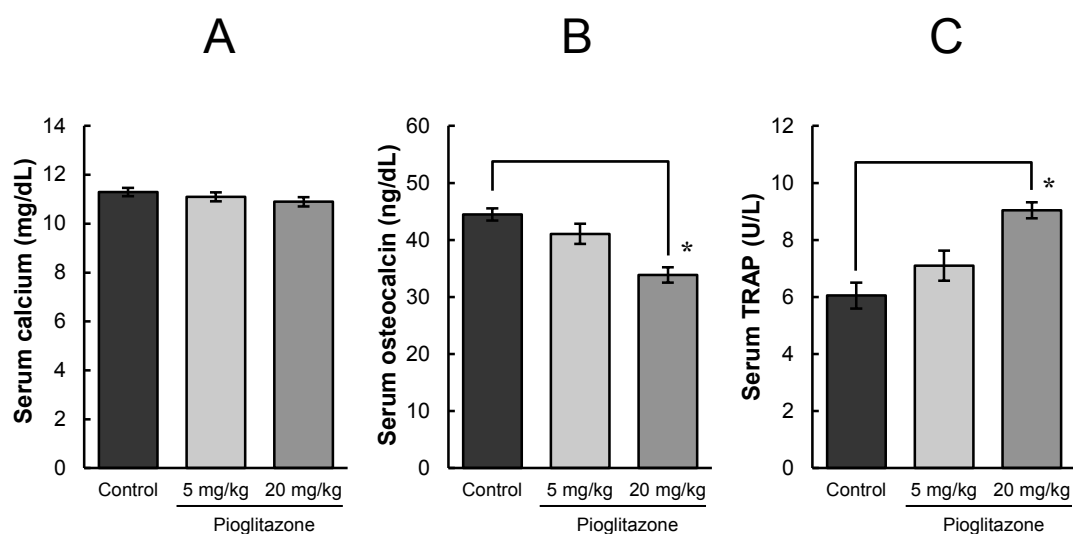 A
B
C
Serum calcium (mg/dL)
14
12
10
8
6
4
2
0
Control
5 mg/kg
20 mg/kg
Pioglitazone
Serum osteocalcin (ng/dL)
60
50
40
30
20
10
0
*
Control
5 mg/kg
20 mg/kg
Pioglitazone
Serum TRAP (U/L)
12
10
8
6
4
2
0
*
Control
5 mg/kg
20 mg/kg
Pioglitazone